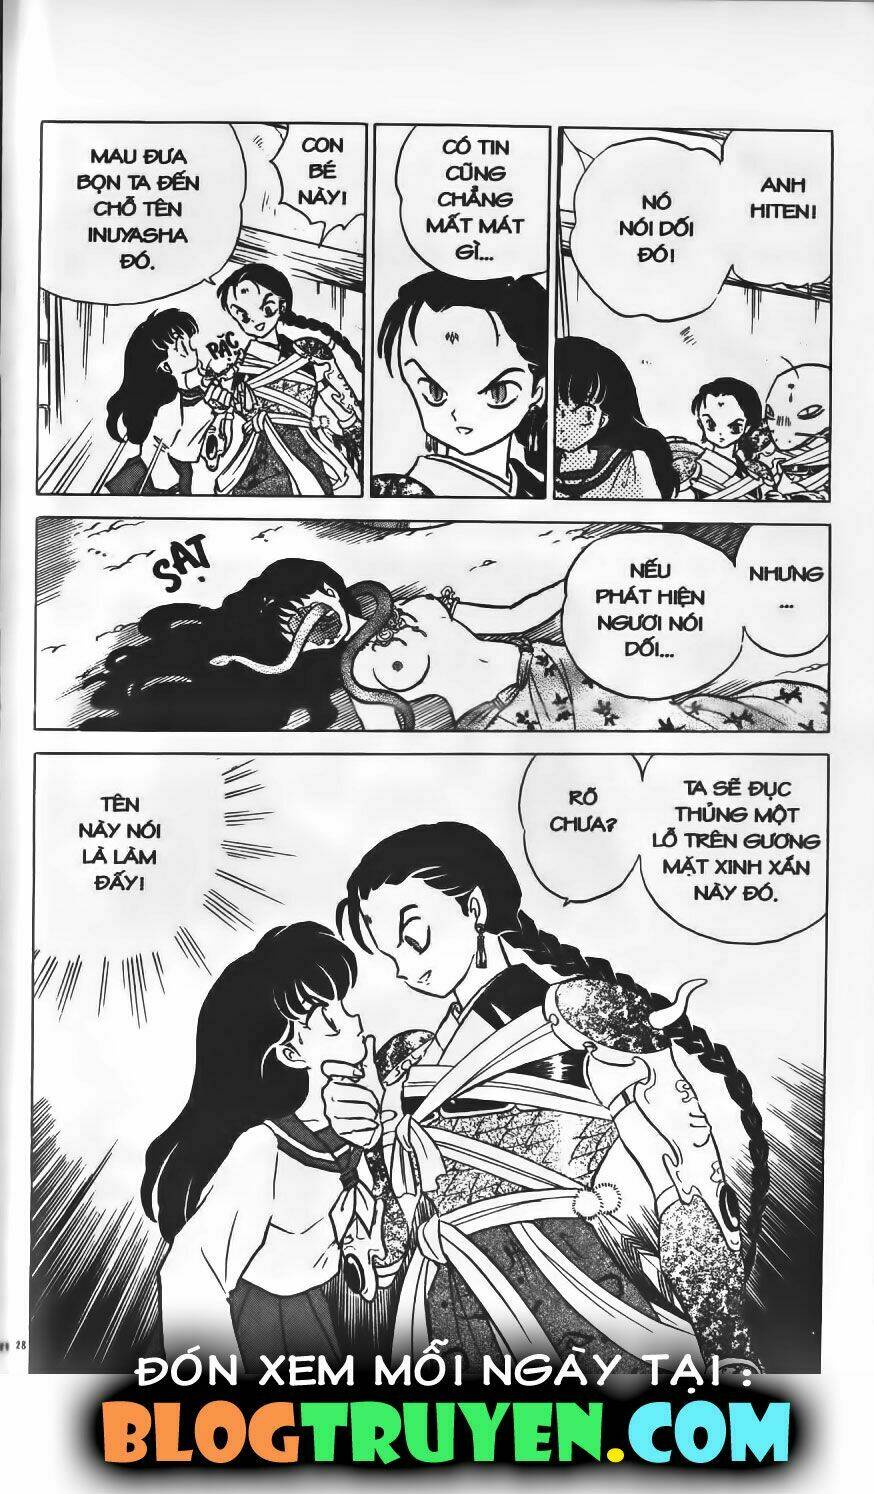 ANH
HITEN!
NÓ
NÓI DỐI
ĐÓ!
CÓ TIN
CŨNG
CHẲNG
MẤT MÁT
GÌ...
CON
BÉ
NÀY!
MAU ĐƯA
BỌN TA ĐẾN
CHỖ TÊN
INUYASHA
ĐÓ.
PẶC
NHƯNG
...
NẾU
PHÁT HIỆN
NGƯƠI NÓI
DỐI...
SẠT
TA SẼ ĐỤC
THỦNG MỘT
LỖ TRÊN GƯƠNG
MẶT XINH XẮN
NÀY ĐÓ.
RÕ
CHƯA?
TÊN
NÀY NÓI
LÀ LÀM
ĐẤY!
28
ĐÓN XEM MỖI NGÀY TẠI :
BLOGTRUYEN.COM